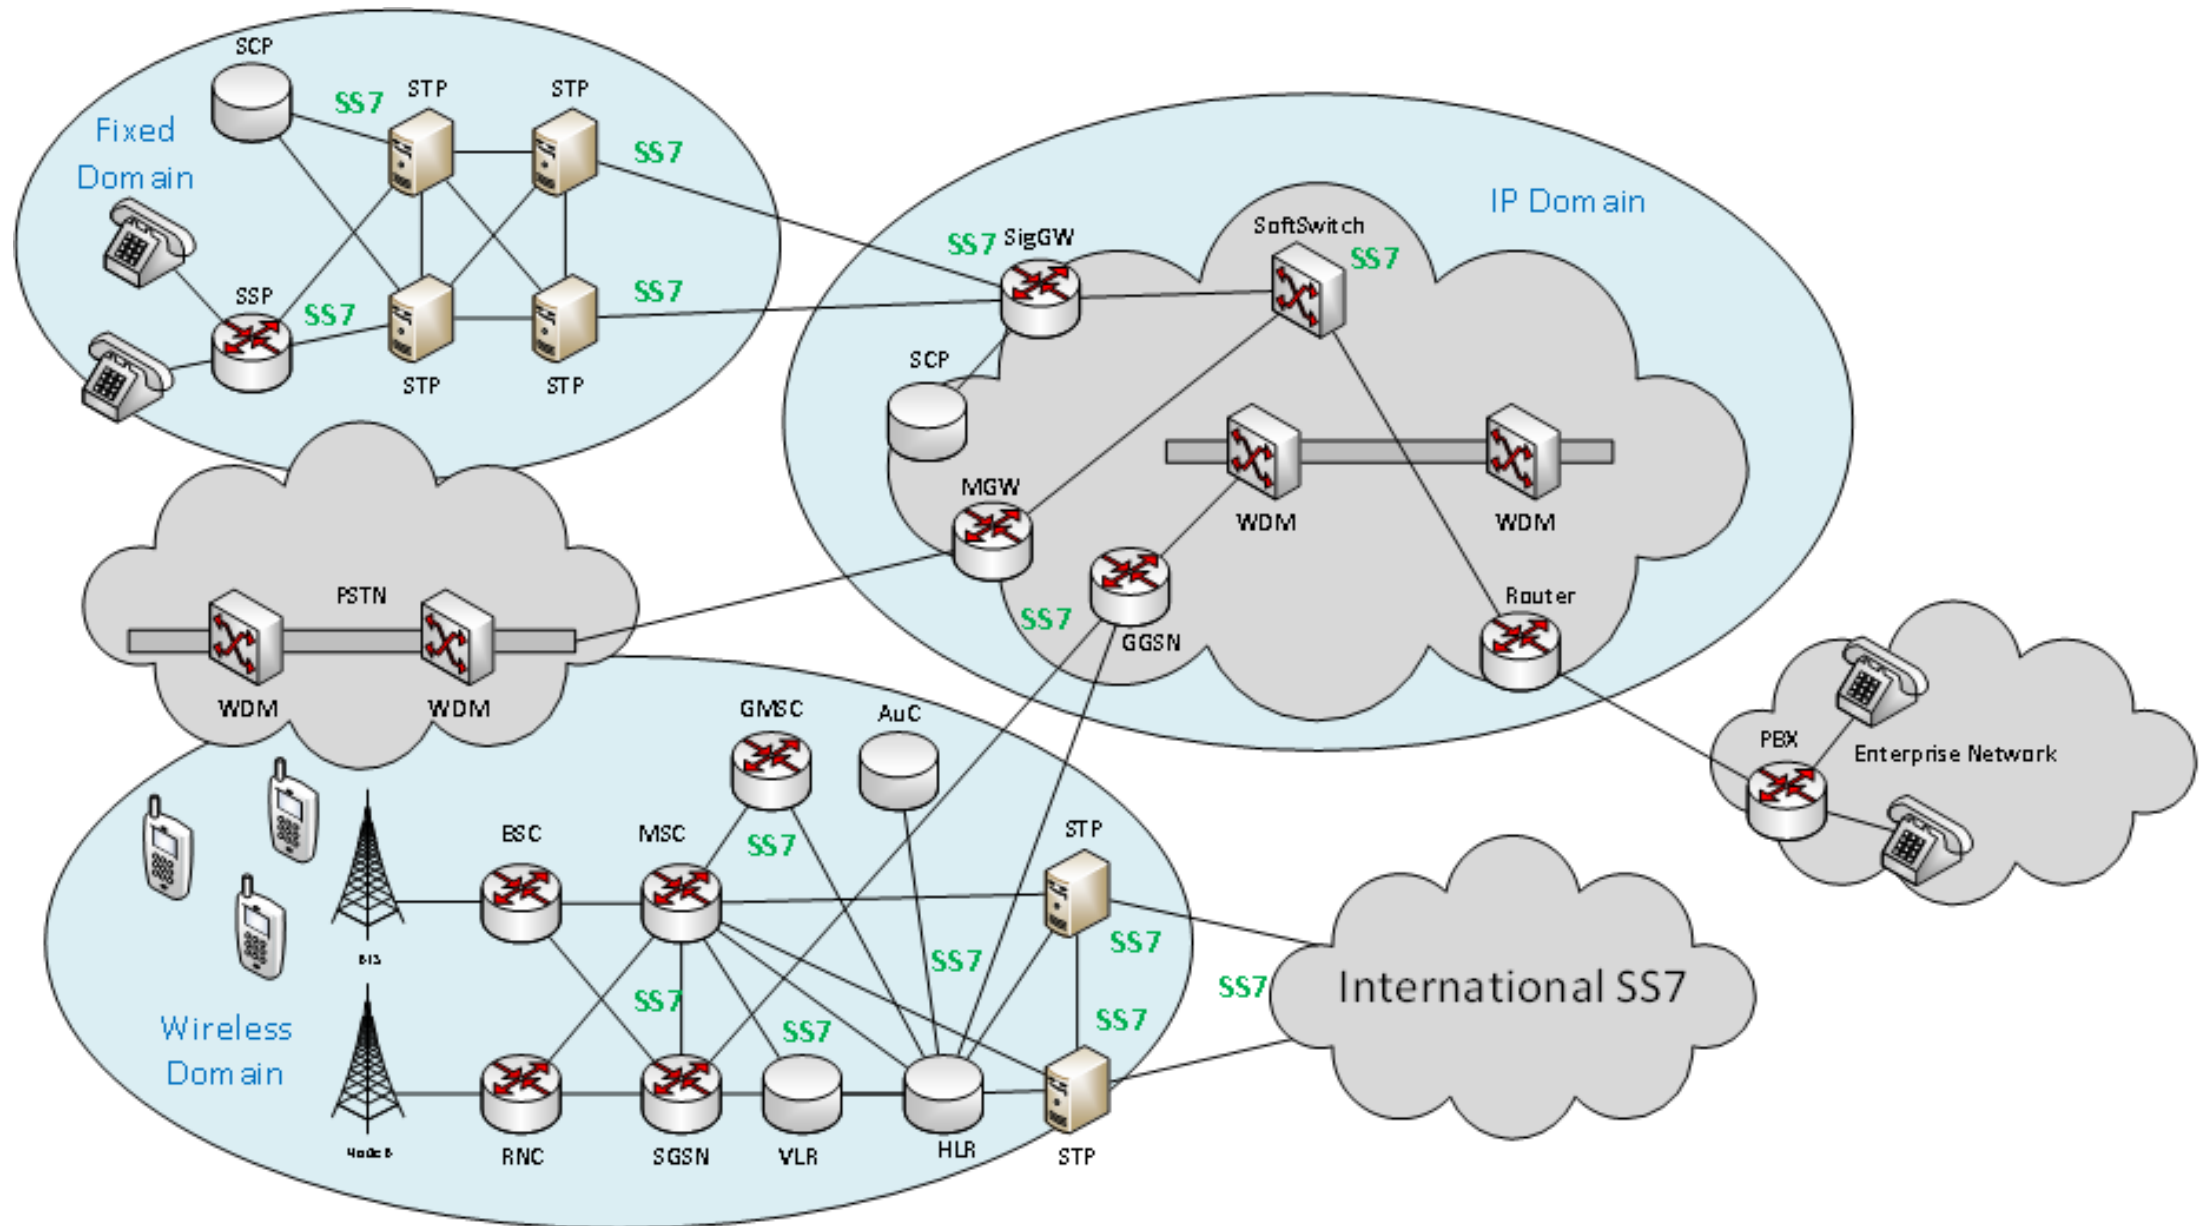 SCP
STP
STP
SS7
Fixed
Domain
SS7
SSP
SS7
SS7
STP
STP
IP Domain
SS7
SigGW
SoftSwitch
SS7
SCP
MGW
WDM
WDM
SS7
GGSN
Router
PSTN
WDM
WDM
PBX
Enterprise Network
GMSC
AuC
BSC
MSC
SS7
STP
SS7
SS7
BTS
SS7
SS7
SS7
SS7
International SS7
Wireless
Domain
NodeB
RNC
SGSN
VLR
HLR
STP